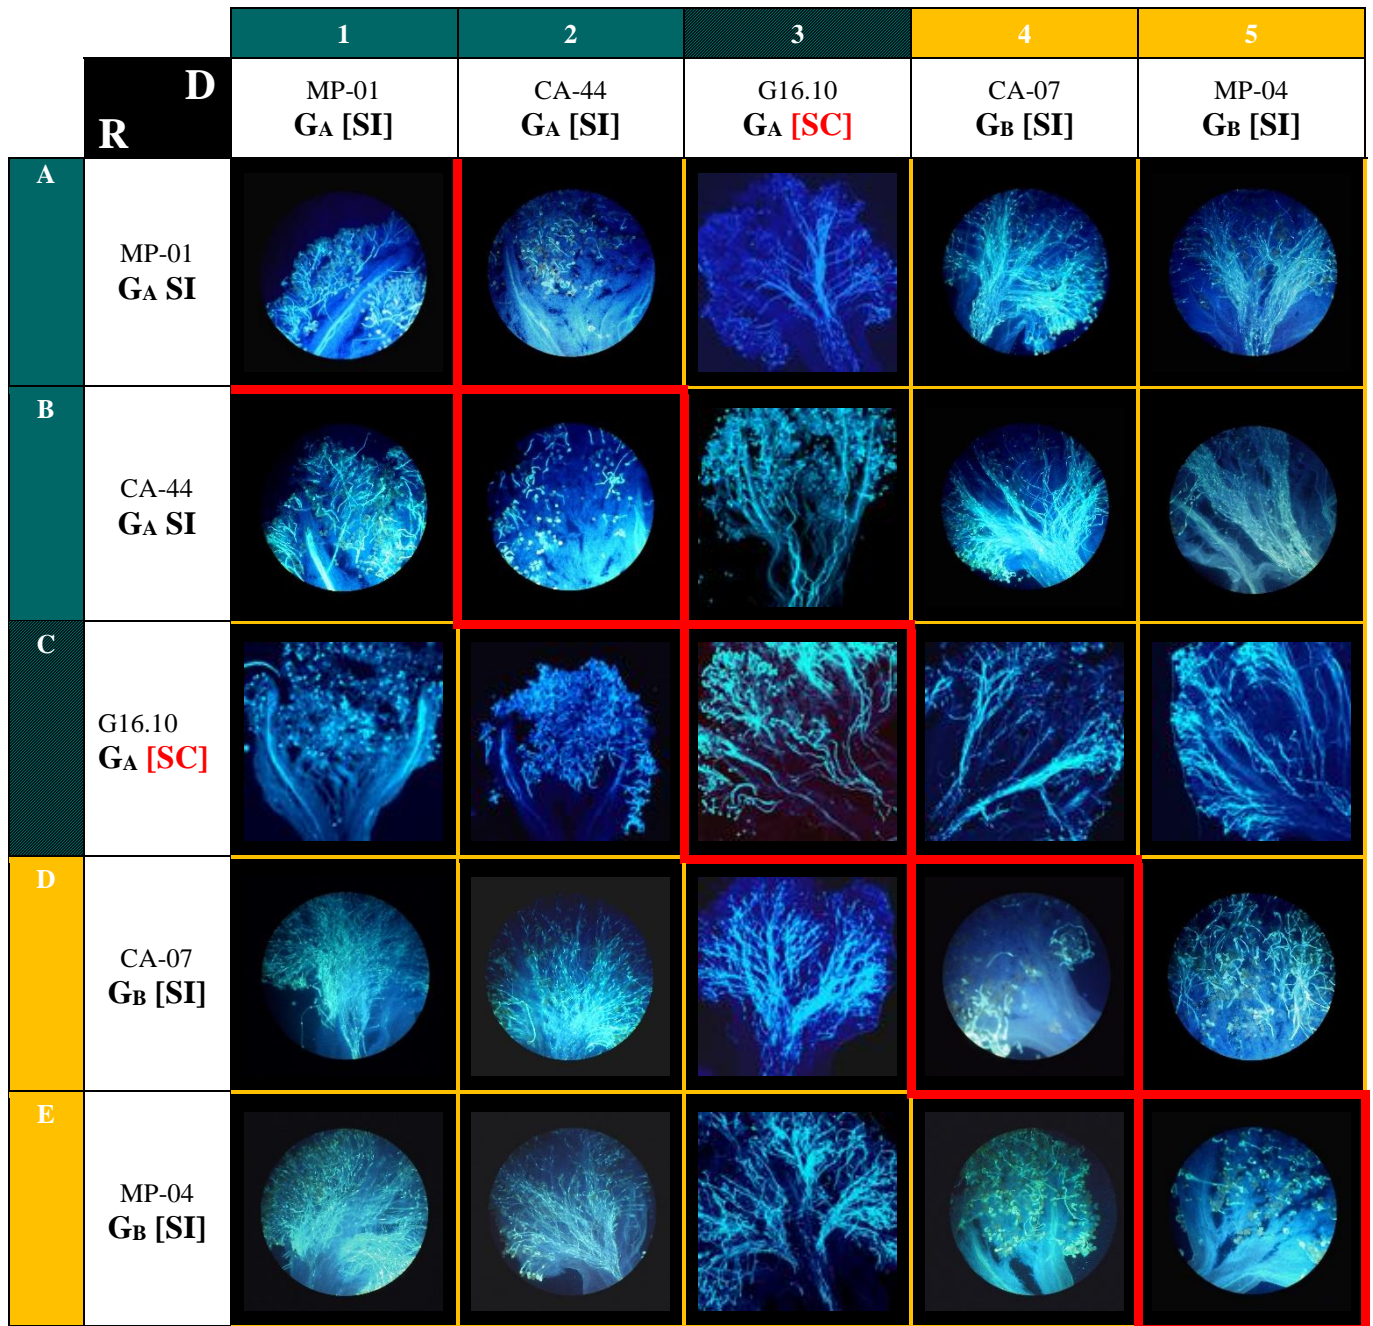 1 2 3 4 5
D
R
MP-01
GA [SI]
CA-44
GA [SI]
G16.10
GA [SC]
CA-07
GB [SI]
MP-04
GB [SI]
A
MP-01
GA SI
B
CA-44
GA SI
C
G16.10
GA [SC]
D
CA-07
GB [SI]
E
MP-04
GB [SI]